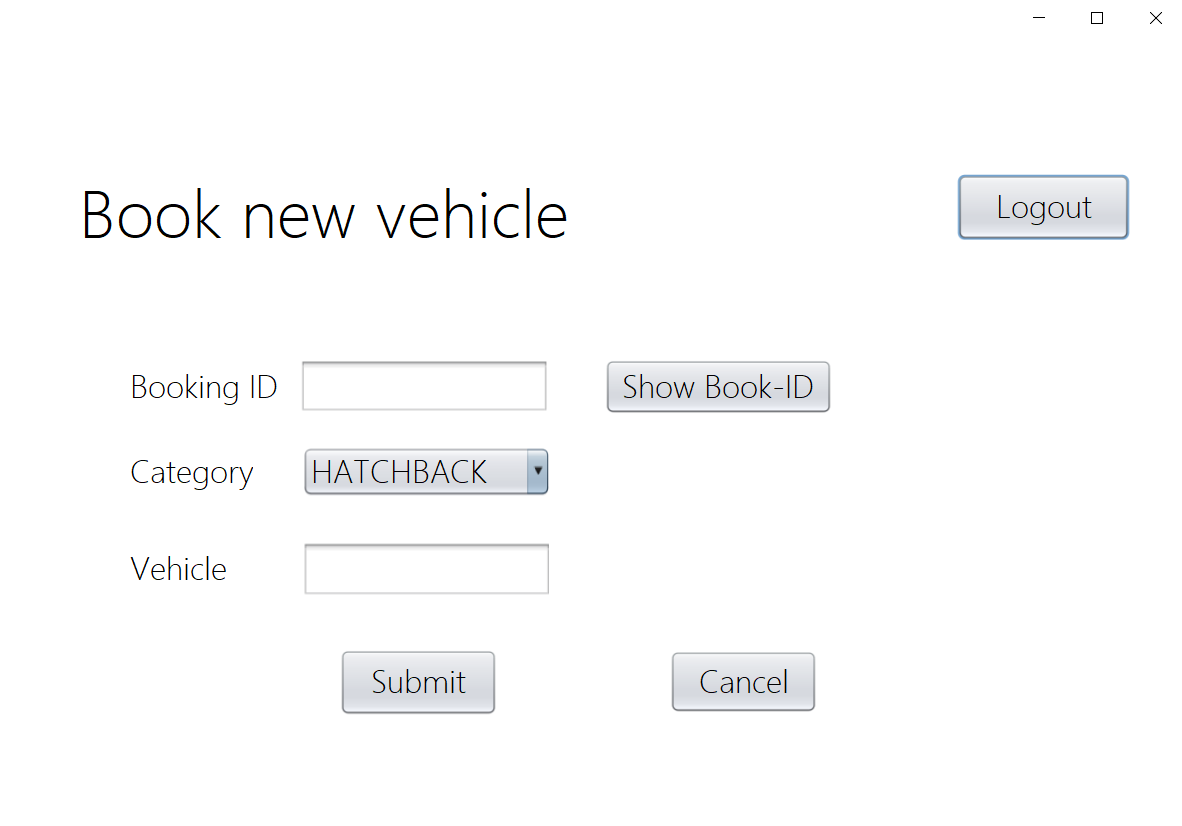 Book new vehicle
Logout
Booking ID
Show Book-ID
Category
HATCHBACK
Vehicle
Submit
Cancel